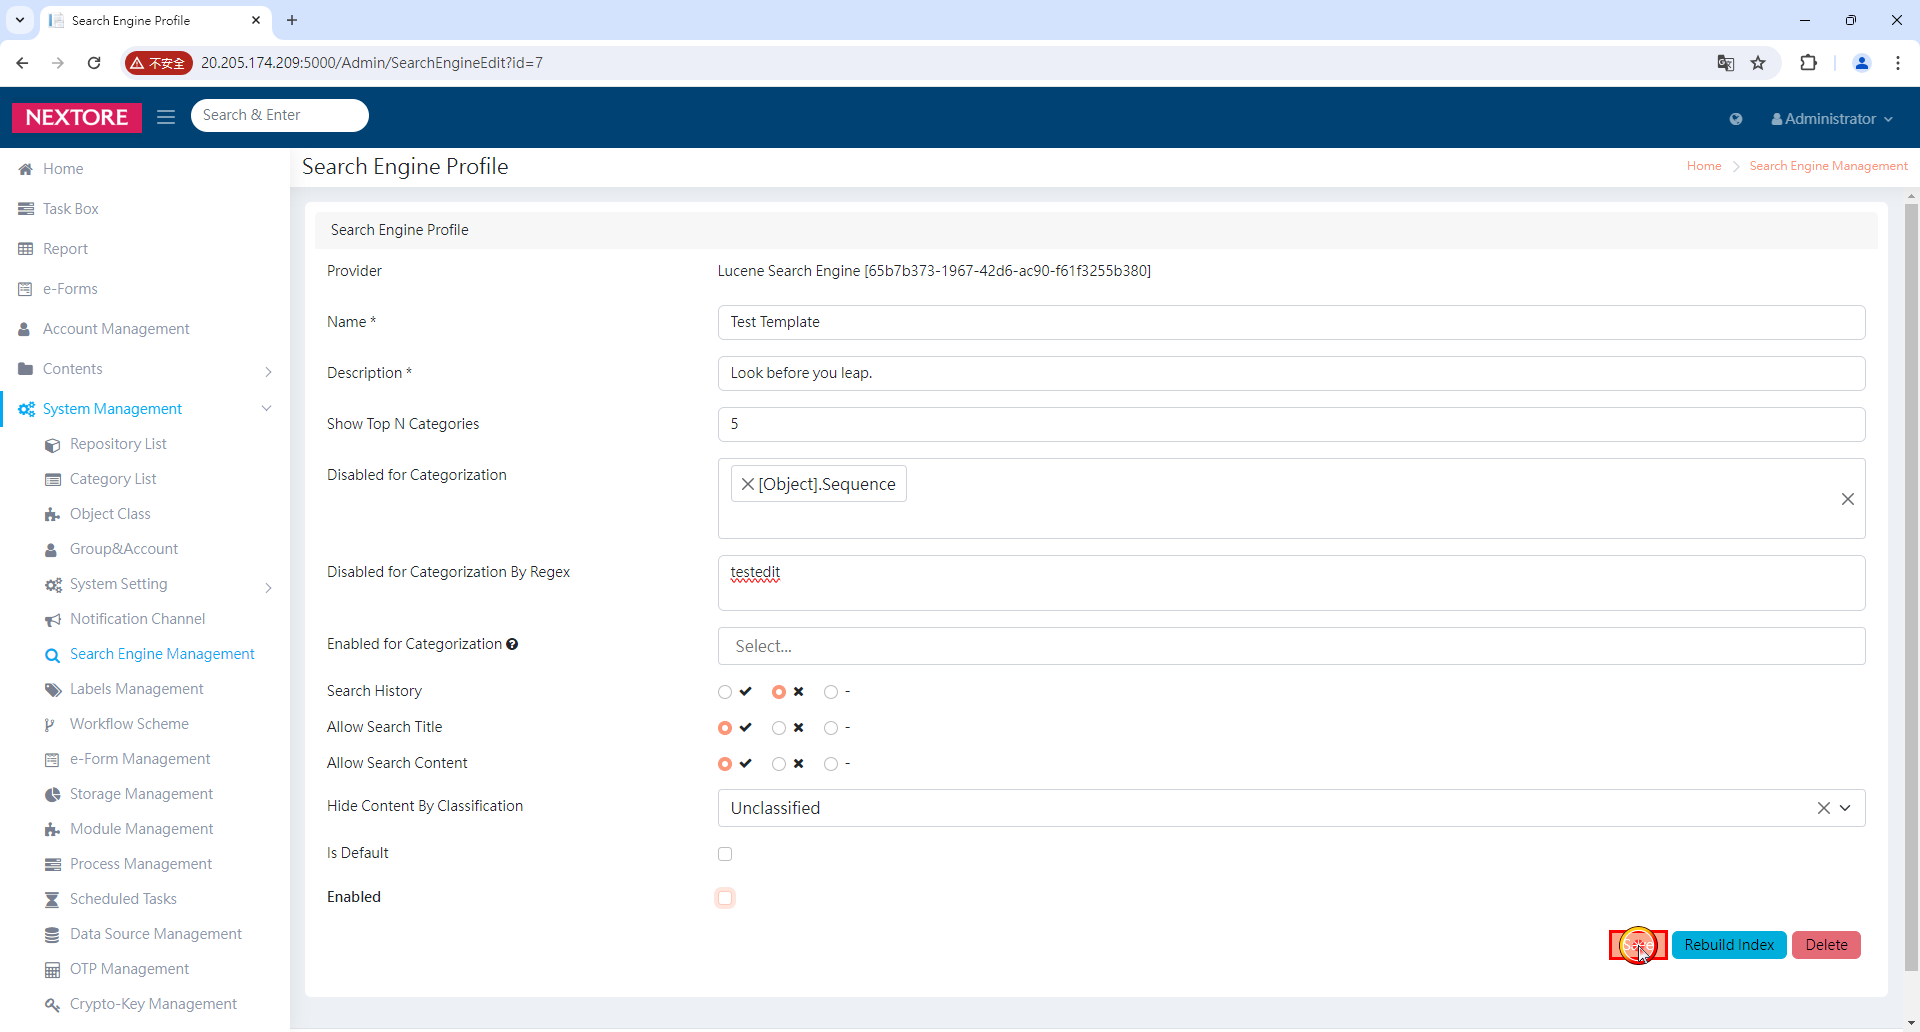 Search Engine Profile
不安全
20.205.174.209:5000/Admin/SearchEngineEdit?id=7
NEXTORE
Search & Enter
Administrator
Home
Task Box
Report
e-Forms
Account Management
Contents
System Management
Repository List
Category List
Object Class
Group&Account
System Setting
Notification Channel
Search Engine Management
Labels Management
Workflow Scheme
e-Form Management
Storage Management
Module Management
Process Management
Scheduled Tasks
Data Source Management
OTP Management
Crypto-Key Management
Search Engine Profile
Home
Search Engine Management
Search Engine Profile
Provider
Lucene Search Engine [65b7b373-1967-42d6-ac90-f61f3255b380]
Name *
Test Template
Description *
Look before you leap.
Show Top N Categories
5
Disabled for Categorization
[Object].Sequence
Disabled for Categorization By Regex
testedit
Enabled for Categorization
Select...
Search History
-
Allow Search Title
-
Allow Search Content
-
Hide Content By Classification
Unclassified
Is Default
Enabled
Save
Rebuild Index
Delete